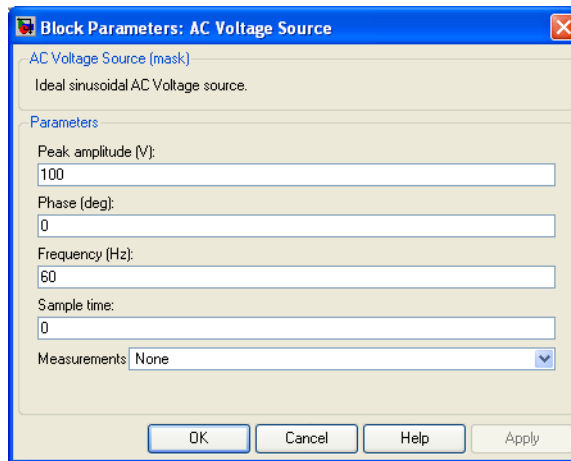 Block Parameters: AC Voltage Source
AC Voltage Source (mask)
Ideal sinusoidal AC Voltage source.
Parameters
Peak amplitude (V):
100
Phase (deg):
0
Frequency (Hz):
60
Sample time:
0
Measurements None
OK Cancel Help Apply